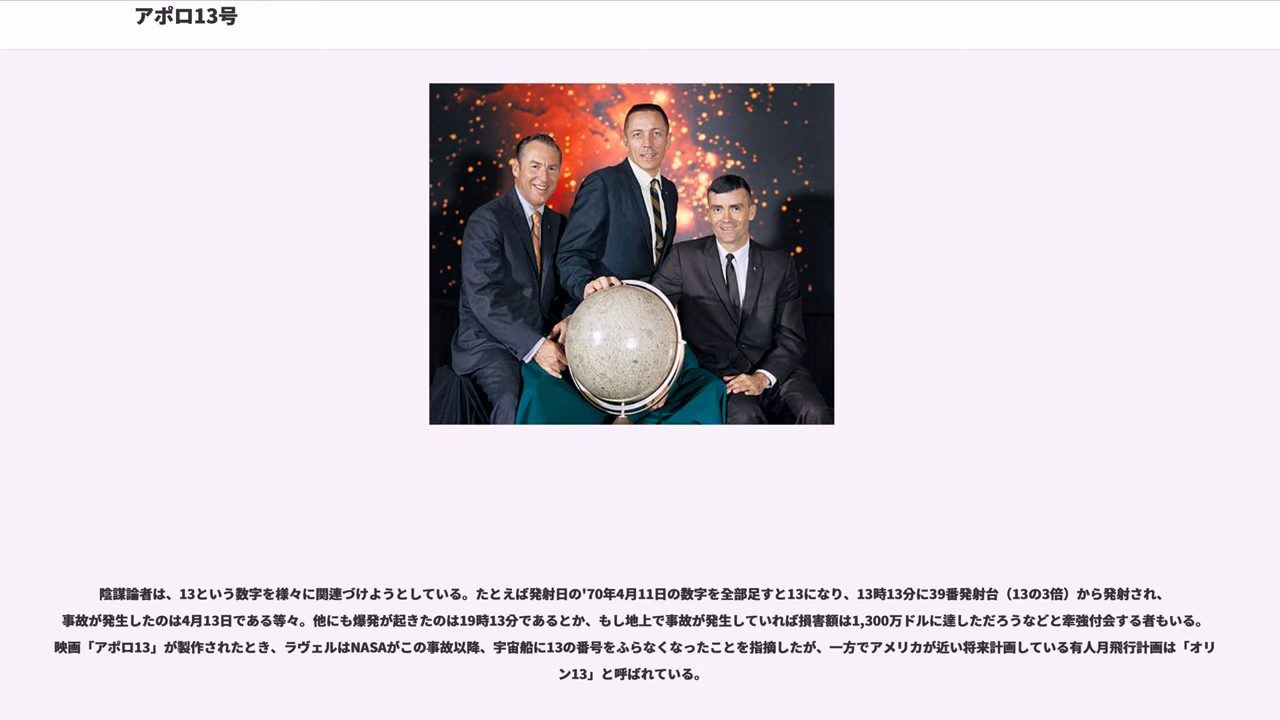 アポロ13号
陰謀論者は、13という数字を様々に関連づけようとしている。たとえば発射日の'70年4月11日の数字を全部足すと13になり、13時13分に39番発射台（13の3倍）から発射され、
事故が発生したのは4月13日である等々。他にも爆発が起きたのは19時13分であるとか、もし地上で事故が発生していれば損害額は1,300万ドルに達しただろうなどと牽強付会する者もいる。
映画「アポロ13」が製作されたとき、ラヴェルはNASAがこの事故以降、宇宙船に13の番号をふらなくなったことを指摘したが、一方でアメリカが近い将来計画している有人月飛行計画は「オリ
ン13」と呼ばれている。